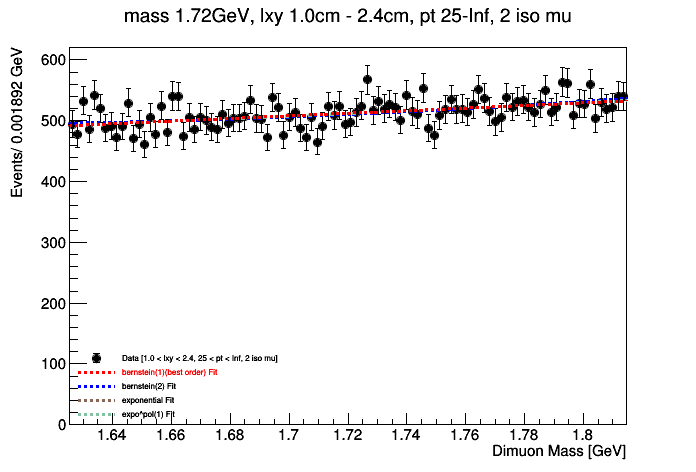 mass 1.72GeV, lxy 1.0cm - 2.4cm, pt 25-Inf, 2 iso mu
Events/ 0.001892 GeV
600
500
400
300
200
100
0
Data [1.0 < lxy < 2.4, 25 < pt < Inf, 2 iso mu]
bernstein(1)(best order) Fit
bernstein(2) Fit
exponential Fit
expo*pol(1) Fit
1.64 1.66 1.68 1.7 1.72 1.74 1.76 1.78 1.8
Dimuon Mass [GeV]